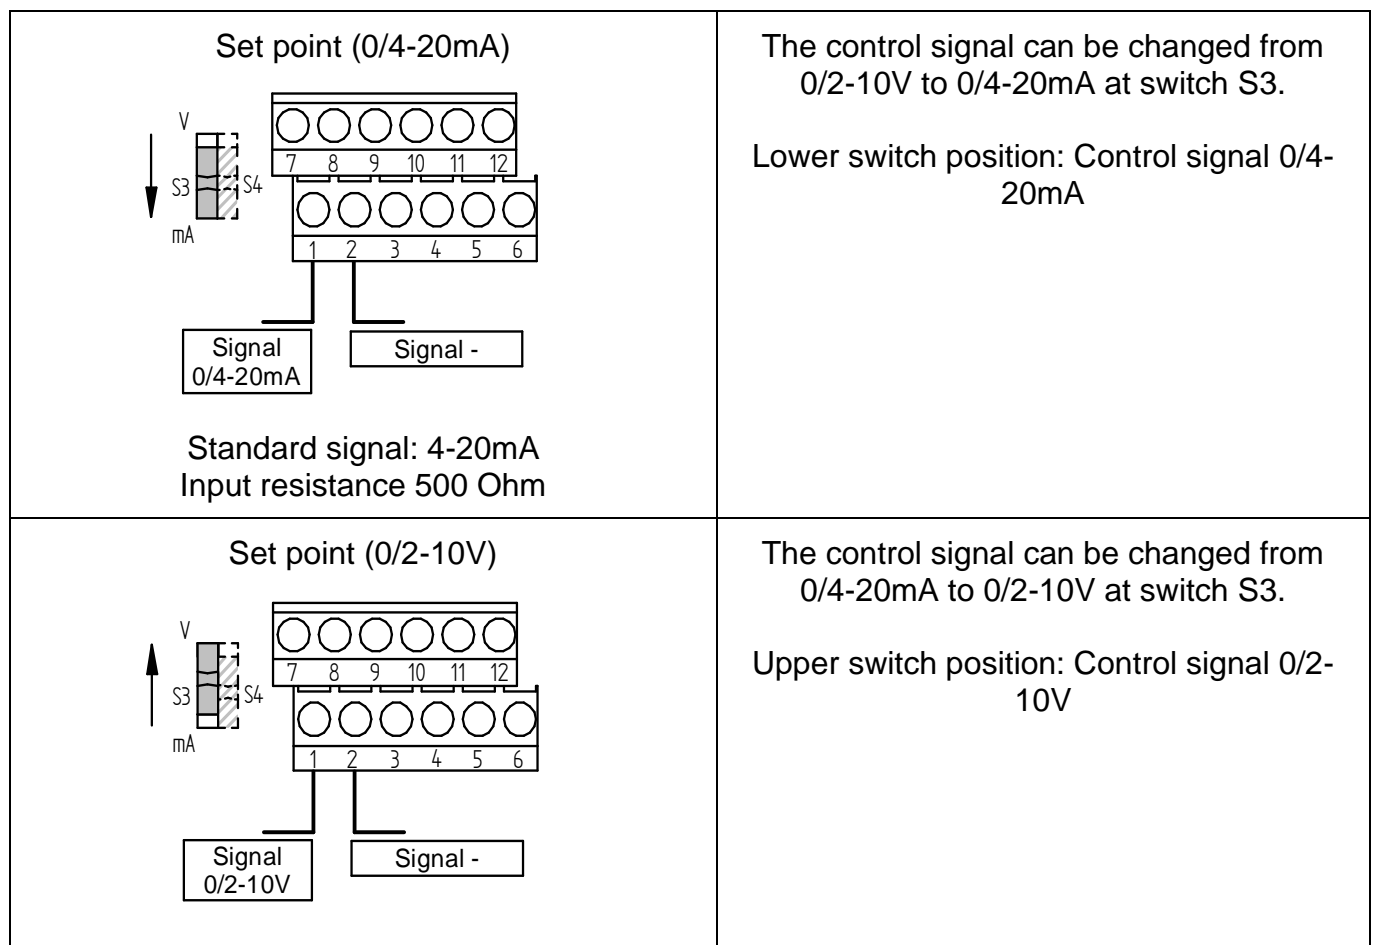 Set point (0/4-20mA)
V
S3
S4
mA
7 8 9 10 11 12
1 2 3 4 5 6
Signal
0/4-20mA
Signal -
Standard signal: 4-20mA
Input resistance 500 Ohm
The control signal can be changed from
0/2-10V to 0/4-20mA at switch S3.
Lower switch position: Control signal 0/4-
20mA
Set point (0/2-10V)
V
S3
S4
mA
7 8 9 10 11 12
1 2 3 4 5 6
Signal
0/2-10V
Signal -
The control signal can be changed from
0/4-20mA to 0/2-10V at switch S3.
Upper switch position: Control signal 0/2-
10V